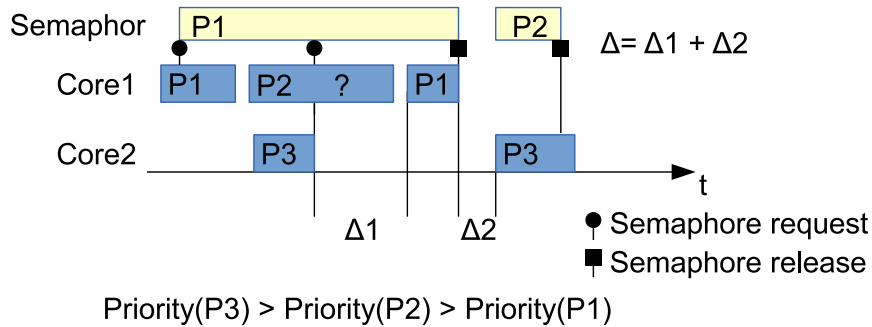 Semaphor P1 P2 Δ= Δ1 + Δ2
Core1 P1 P2 ? P1
Core2 P3 P3
t
Δ1 Δ2
Semaphore request
Semaphore release
Priority(P3) > Priority(P2) > Priority(P1)